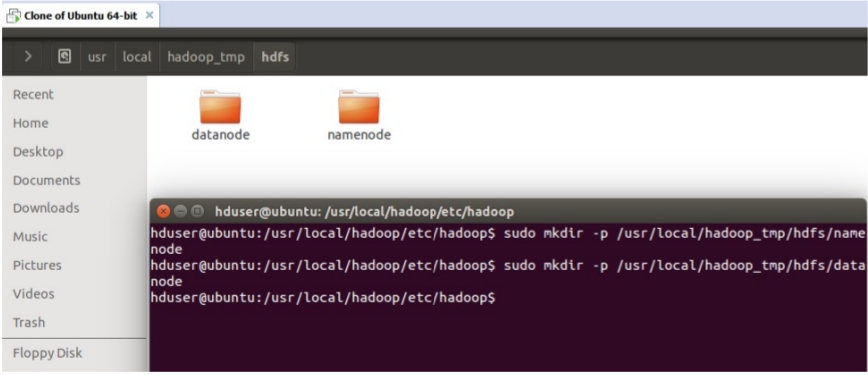 Clone of Ubuntu 64-bit ×
usr local hadoop_tmp hdfs
Recent
Home
Desktop
Documents
Downloads
Music
Pictures
Videos
Trash
Floppy Disk
datanode namenode
hduser@ubuntu: /usr/local/hadoop/etc/hadoop
hduser@ubuntu:/usr/local/hadoop/etc/hadoop$ sudo mkdir -p /usr/local/hadoop_tmp/hdfs/name
node
hduser@ubuntu:/usr/local/hadoop/etc/hadoop$ sudo mkdir -p /usr/local/hadoop_tmp/hdfs/data
node
hduser@ubuntu:/usr/local/hadoop/etc/hadoop$